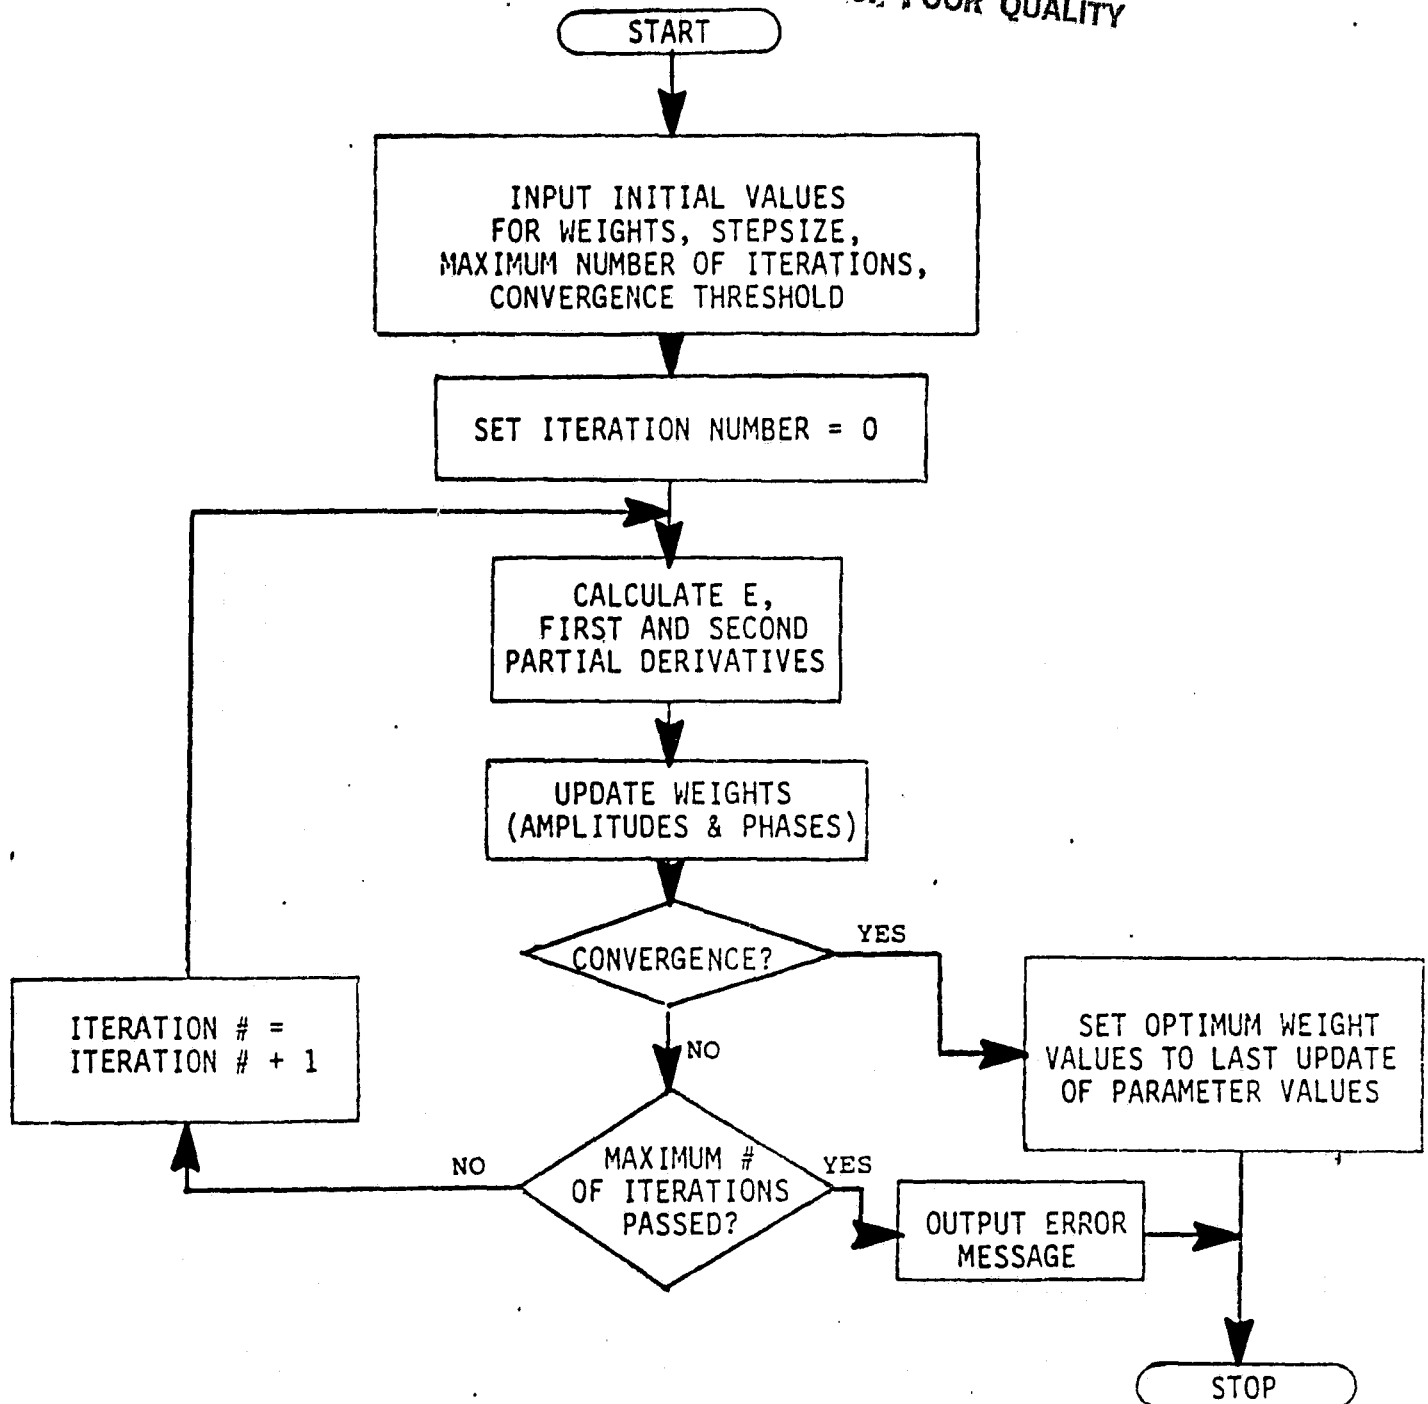 POOR QUALITY
START
INPUT INITIAL VALUES
FOR WEIGHTS, STEPSIZE,
MAXIMUM NUMBER OF ITERATIONS,
CONVERGENCE THRESHOLD
SET ITERATION NUMBER = 0
CALCULATE E,
FIRST AND SECOND
PARTIAL DERIVATIVES
UPDATE WEIGHTS
(AMPLITUDES & PHASES)
CONVERGENCE?
YES
NO
SET OPTIMUM WEIGHT
VALUES TO LAST UPDATE
OF PARAMETER VALUES
ITERATION # =
ITERATION # + 1
NO
MAXIMUM #
OF ITERATIONS
PASSED?
YES
OUTPUT ERROR
MESSAGE
STOP